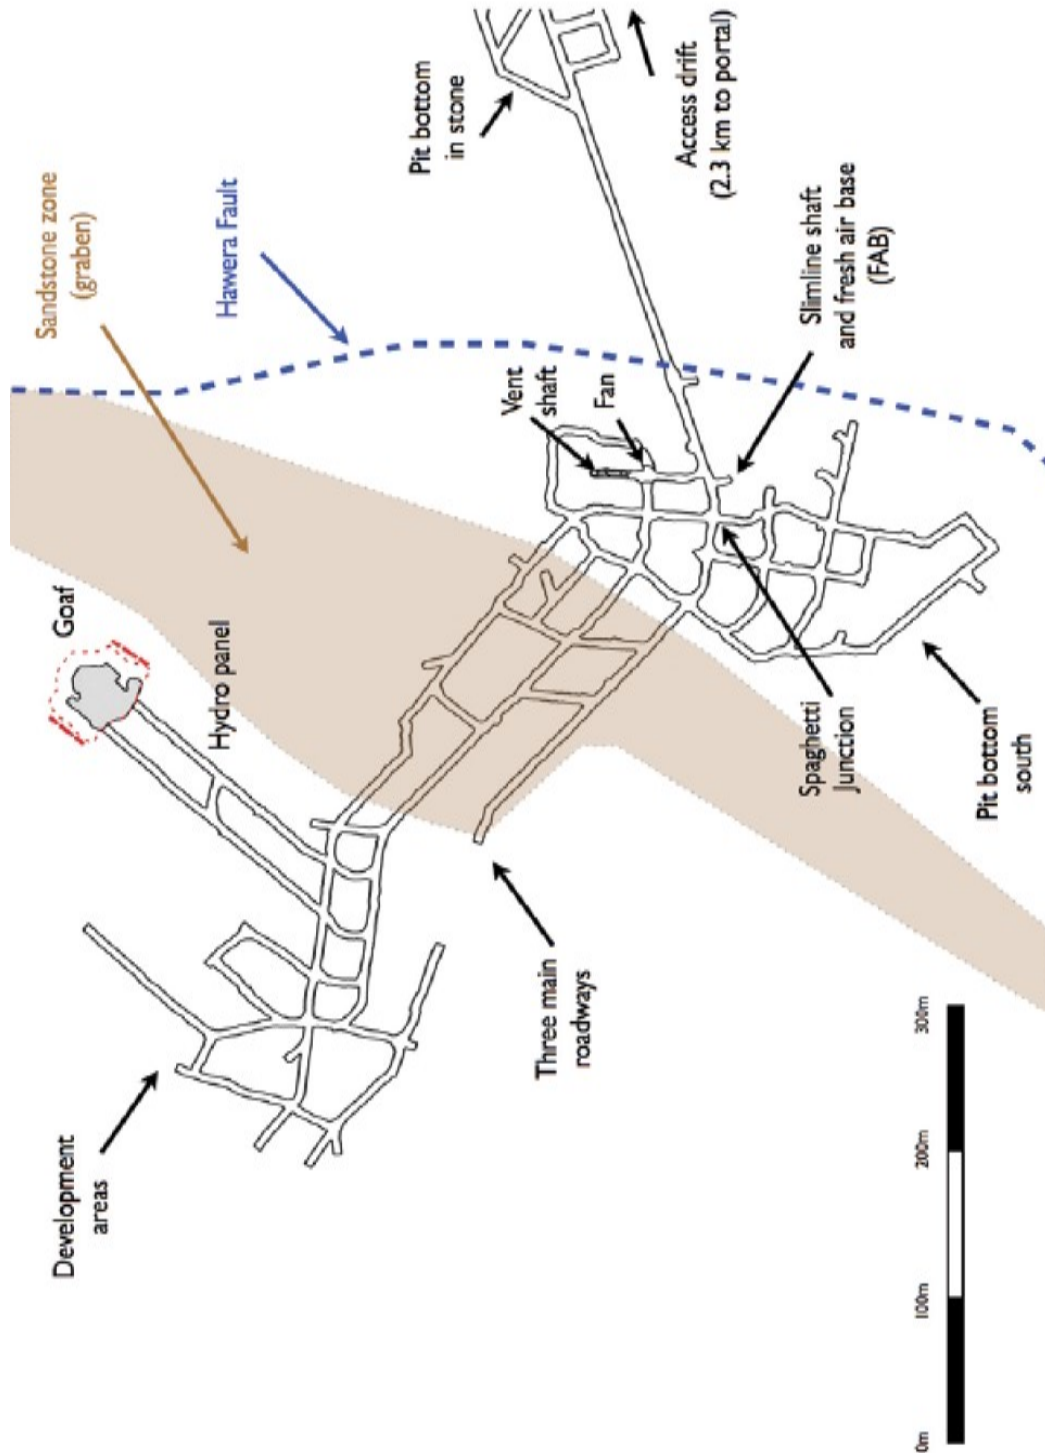 Sandstone zone
(graben)
Hawera Fault
Pit bottom
in stone
Access drift
(2.3 km to portal)
Goaf
Hydro panel
Vent
shaft
Fan
Slimline shaft
and fresh air base
(FAB)
Development
areas
Three main
roadways
Spaghetti
Junction
Pit bottom
south
0m
100m
200m
300m